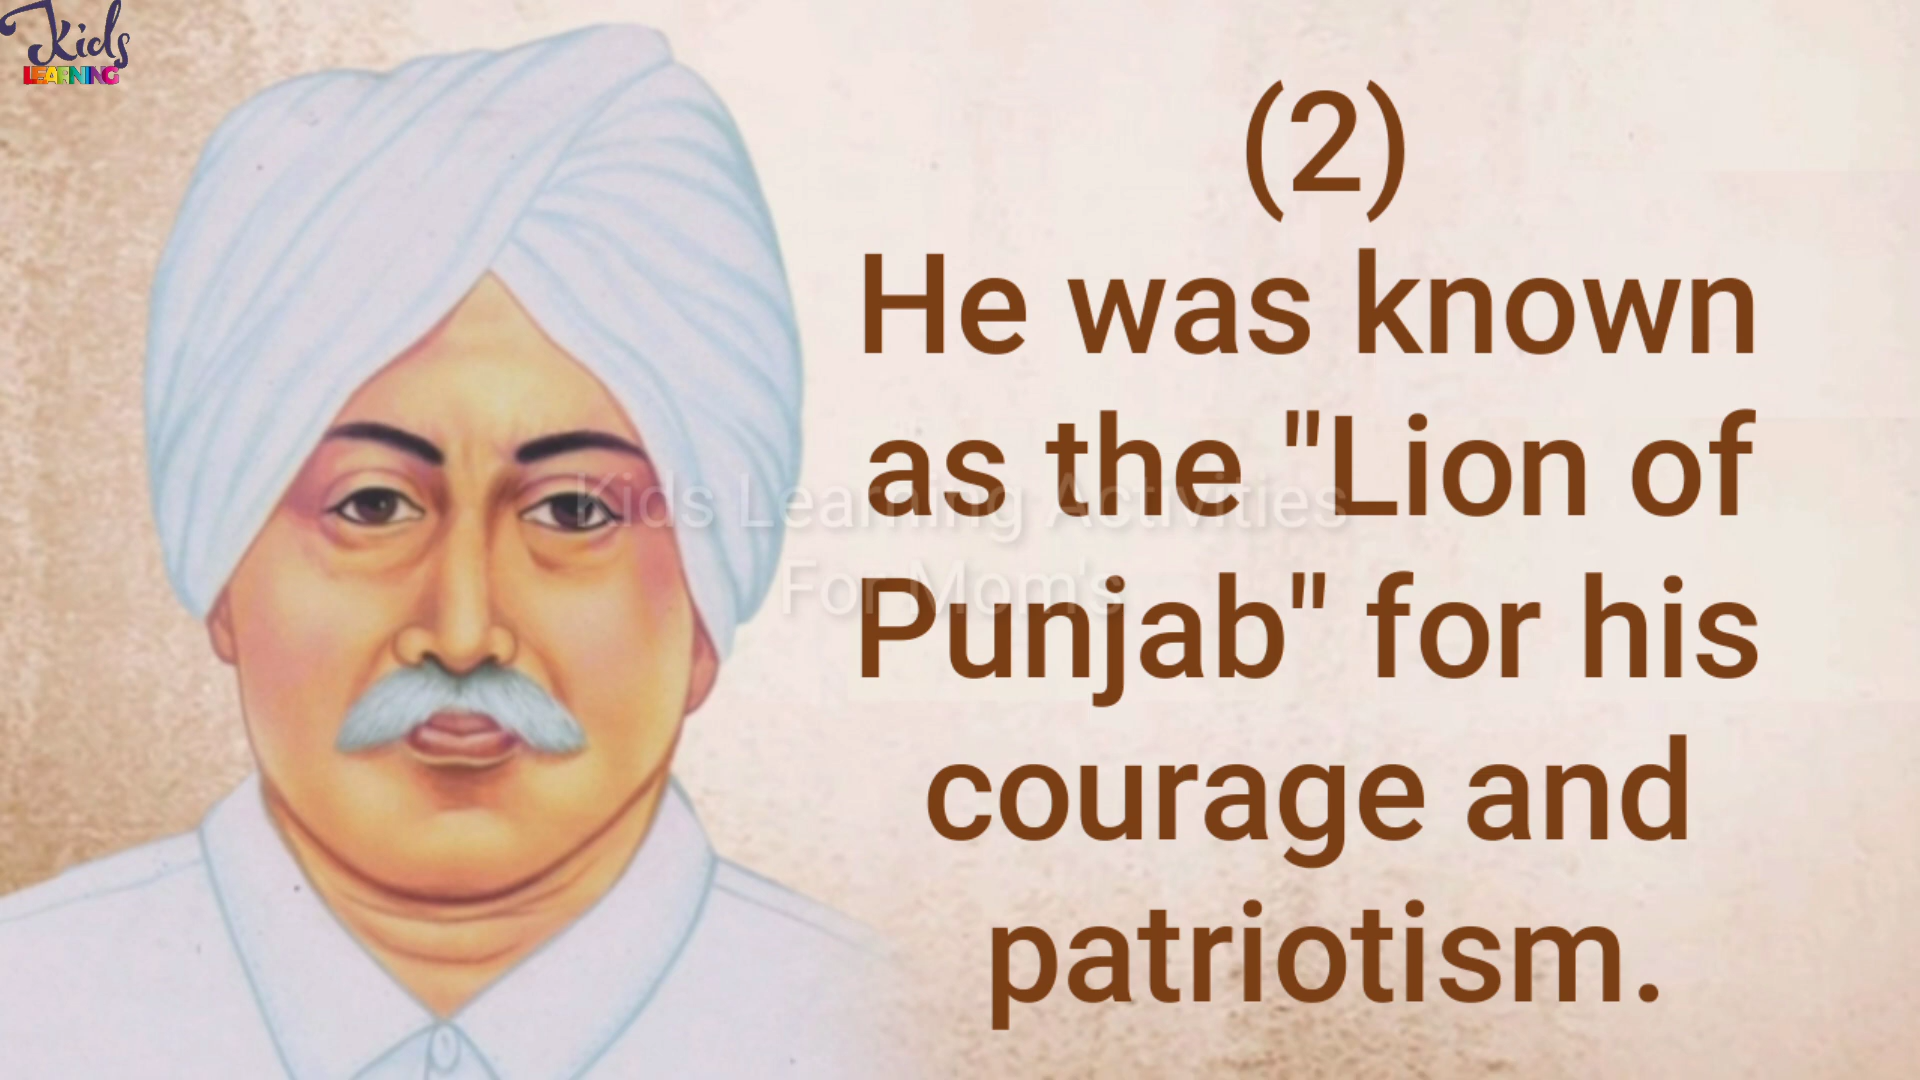 Kids
LEARNING
(2)
He was known
as the "Lion of
Punjab" for his
courage and
patriotism.
Kids Learning Activities
For Mom's